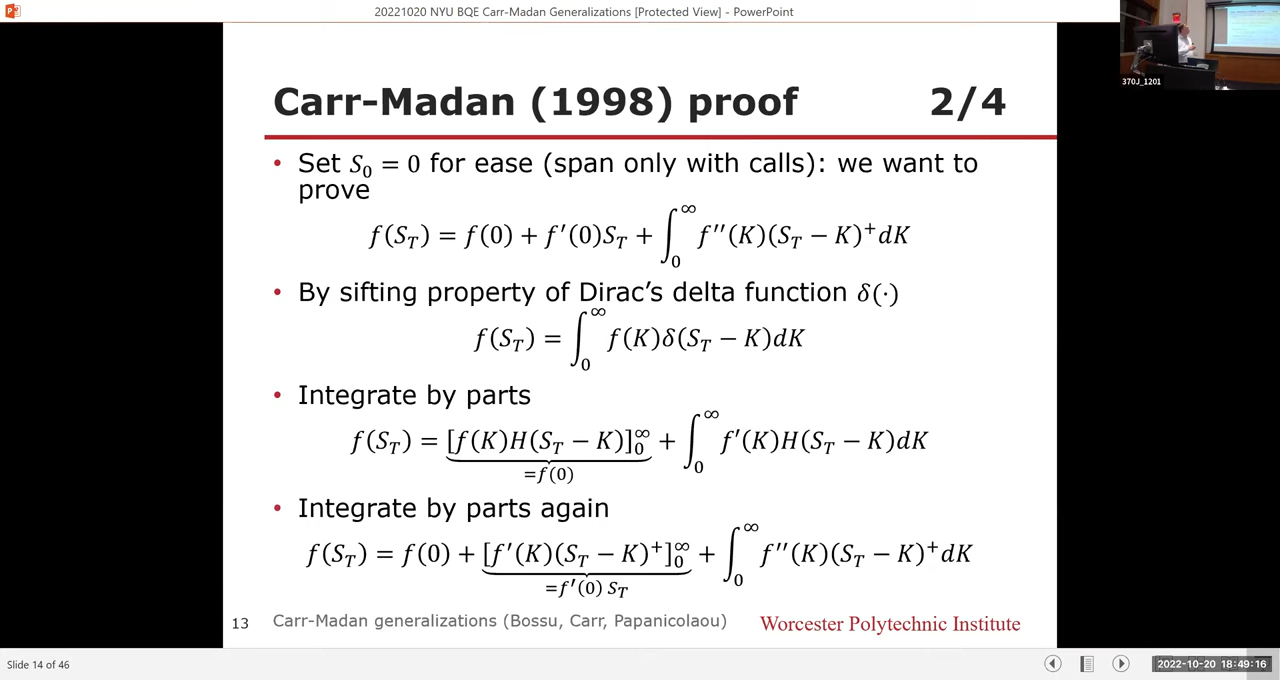 20221020 NYU BQE Carr-Madan Generalizations [Protected View] - PowerPoint
370J_1201
Carr-Madan (1998) proof 2/4
• Set S₀ = 0 for ease (span only with calls): we want to
prove
f(S_T) = f(0) + f′(0)S_T + ∫₀^∞ f′′(K)(S_T − K)⁺dK
• By sifting property of Dirac’s delta function δ(·)
f(S_T) = ∫₀^∞ f(K)δ(S_T − K)dK
• Integrate by parts
f(S_T) = [f(K)H(S_T − K)]₀^∞ + ∫₀^∞ f′(K)H(S_T − K)dK
=f(0)
• Integrate by parts again
f(S_T) = f(0) + [f′(K)(S_T − K)⁺]₀^∞ + ∫₀^∞ f′′(K)(S_T − K)⁺dK
=f′(0) S_T
13 Carr-Madan generalizations (Bossu, Carr, Papanicolaou) Worcester Polytechnic Institute
Slide 14 of 46
2022-10-20 18:49:16